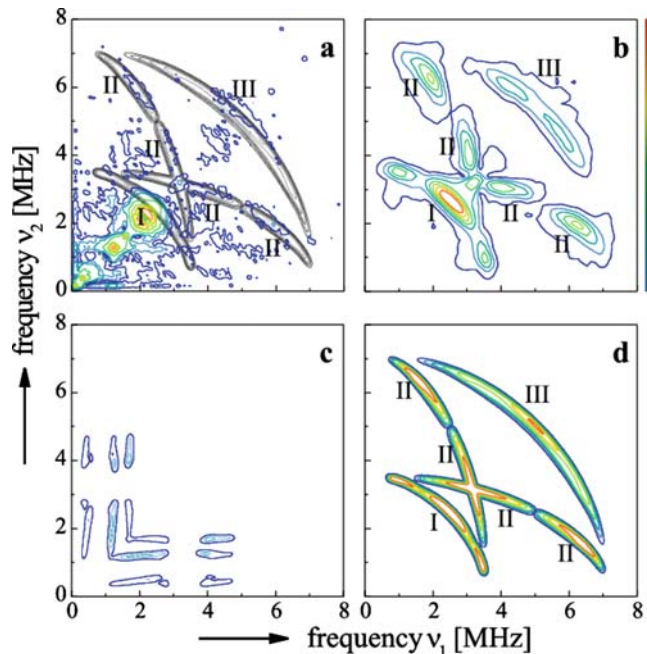 8
6
4
2
0
a
II
III
II
I
II
II
b
II
III
II
I
II
II
frequency ν₂ [MHz]
8
6
4
2
0
c
0 2 4 6 8
d
II
III
II
I
II
II
0 2 4 6 8
frequency ν₁ [MHz]